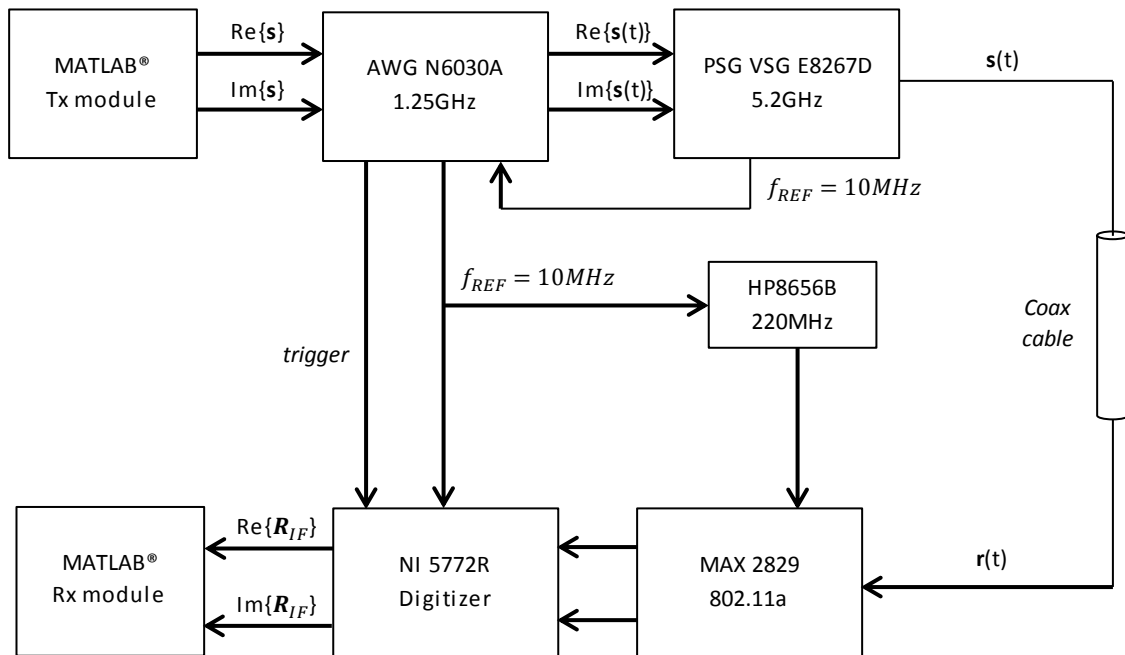 MATLAB®
Tx module
Re{s}
Im{s}
AWG N6030A
1.25GHz
Re{s(t)}
Im{s(t)}
PSG VSG E8267D
5.2GHz
s(t)
f_REF = 10MHz
f_REF = 10MHz
HP8656B
220MHz
Coax
cable
trigger
MATLAB®
Rx module
Re{R_IF}
Im{R_IF}
NI 5772R
Digitizer
MAX 2829
802.11a
r(t)